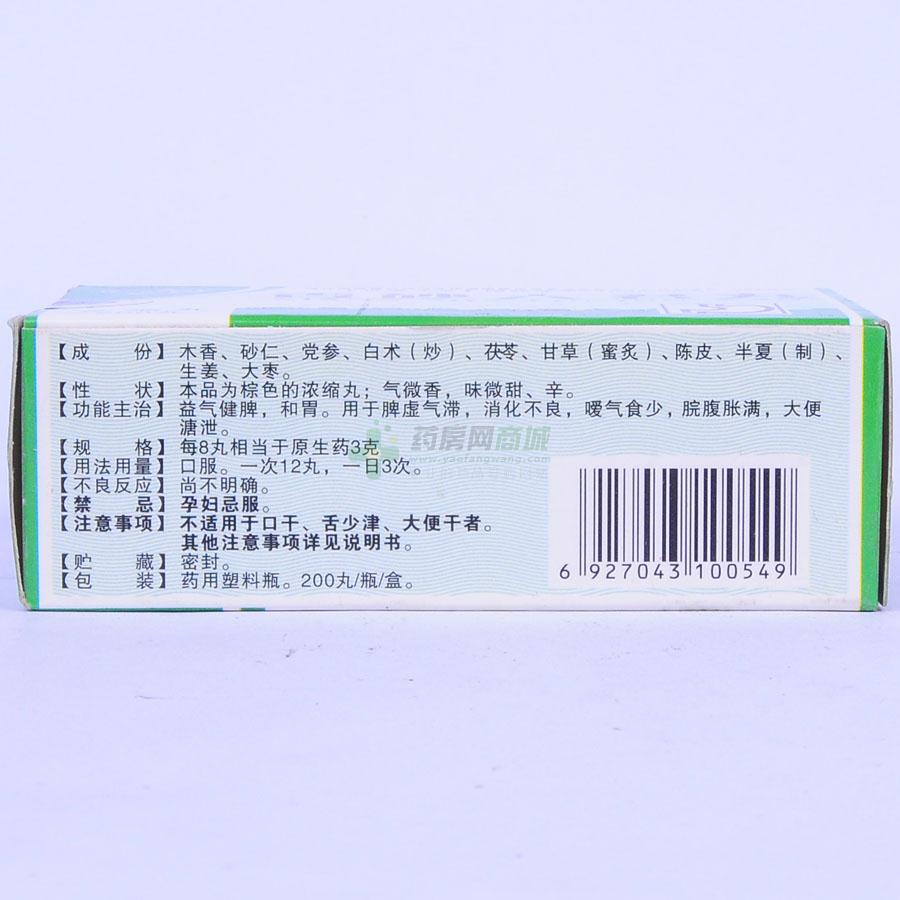 【成　　份】木香、砂仁、党参、白术（炒）、茯苓、甘草（蜜炙）、陈皮、半夏（制）、
生姜、大枣。
【性　　状】本品为棕色的浓缩丸；气微香，味微甜、辛。
【功能主治】益气健脾，和胃。用于脾虚气滞，消化不良，嗳气食少，脘腹胀满，大便
溏泄。
【规　　格】每8丸相当于原生药3克
【用法用量】口服。一次12丸，一日3次。
【不良反应】尚不明确。
【禁　　忌】孕妇忌服。
【注意事项】不适用于口干、舌少津、大便干者。
其他注意事项详见说明书。
【贮　　藏】密封。
【包　　装】药用塑料瓶。200丸/瓶/盒。
药房网商城
www.yaofangwang.com
6 927043 100549